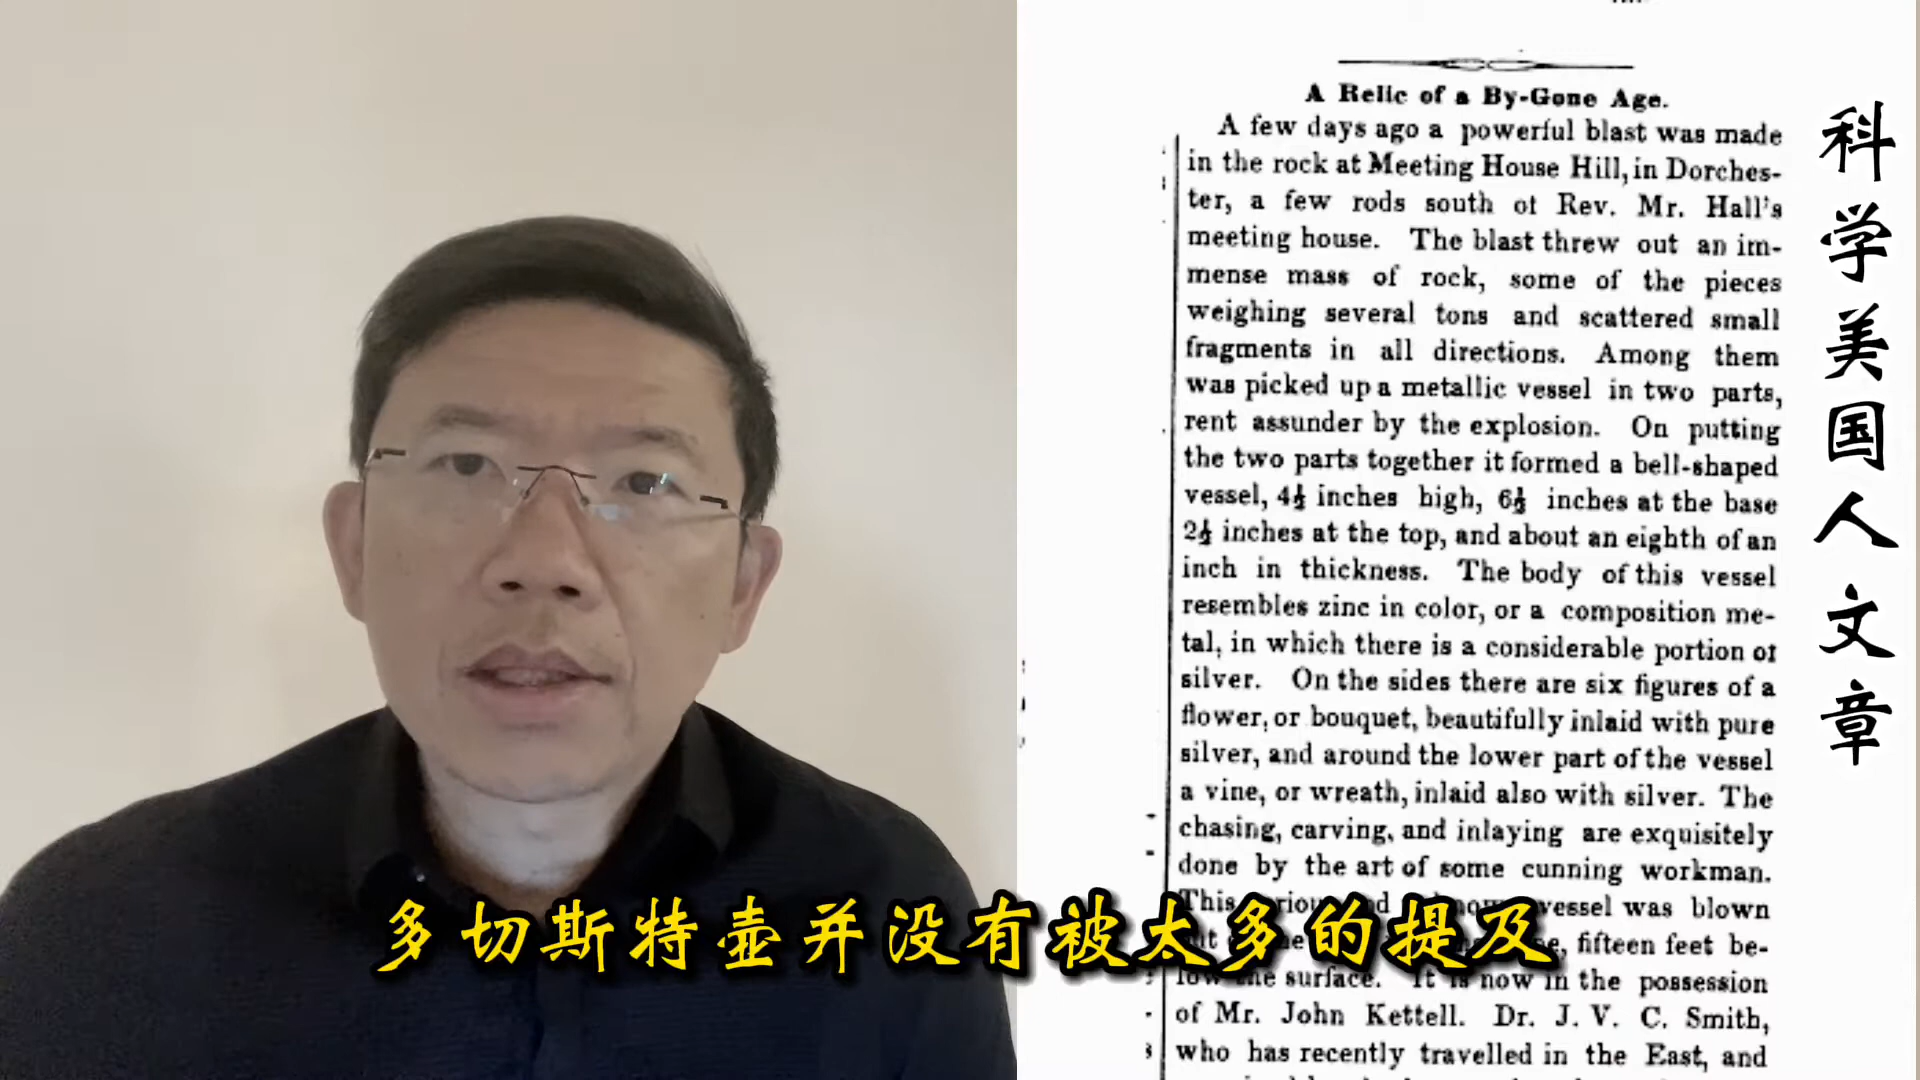 A Relic of a By-Gone Age.
A few days ago a powerful blast was made
in the rock at Meeting House Hill, in Dorches-
ter, a few rods south of Rev. Mr. Hall's
meeting house. The blast threw out an im-
mense mass of rock, some of the pieces
weighing several tons and scattered small
fragments in all directions. Among them
was picked up a metallic vessel in two parts,
rent assunder by the explosion. On putting
the two parts together it formed a bell-shaped
vessel, 4½ inches high, 6½ inches at the base
2½ inches at the top, and about an eighth of an
inch in thickness. The body of this vessel
resembles zinc in color, or a composition me-
tal, in which there is a considerable portion of
silver. On the sides there are six figures of a
flower, or bouquet, beautifully inlaid with pure
silver, and around the lower part of the vessel
a vine, or wreath, inlaid also with silver. The
chasing, carving, and inlaying are exquisitely
done by the art of some cunning workman.
This vessel was blown
fifteen feet be-
low the surface. It is now in the possession
of Mr. John Kettell. Dr. J. V. C. Smith,
who has recently travelled in the East, and
科学美国人文章
多切斯特壶并没有被太多的提及